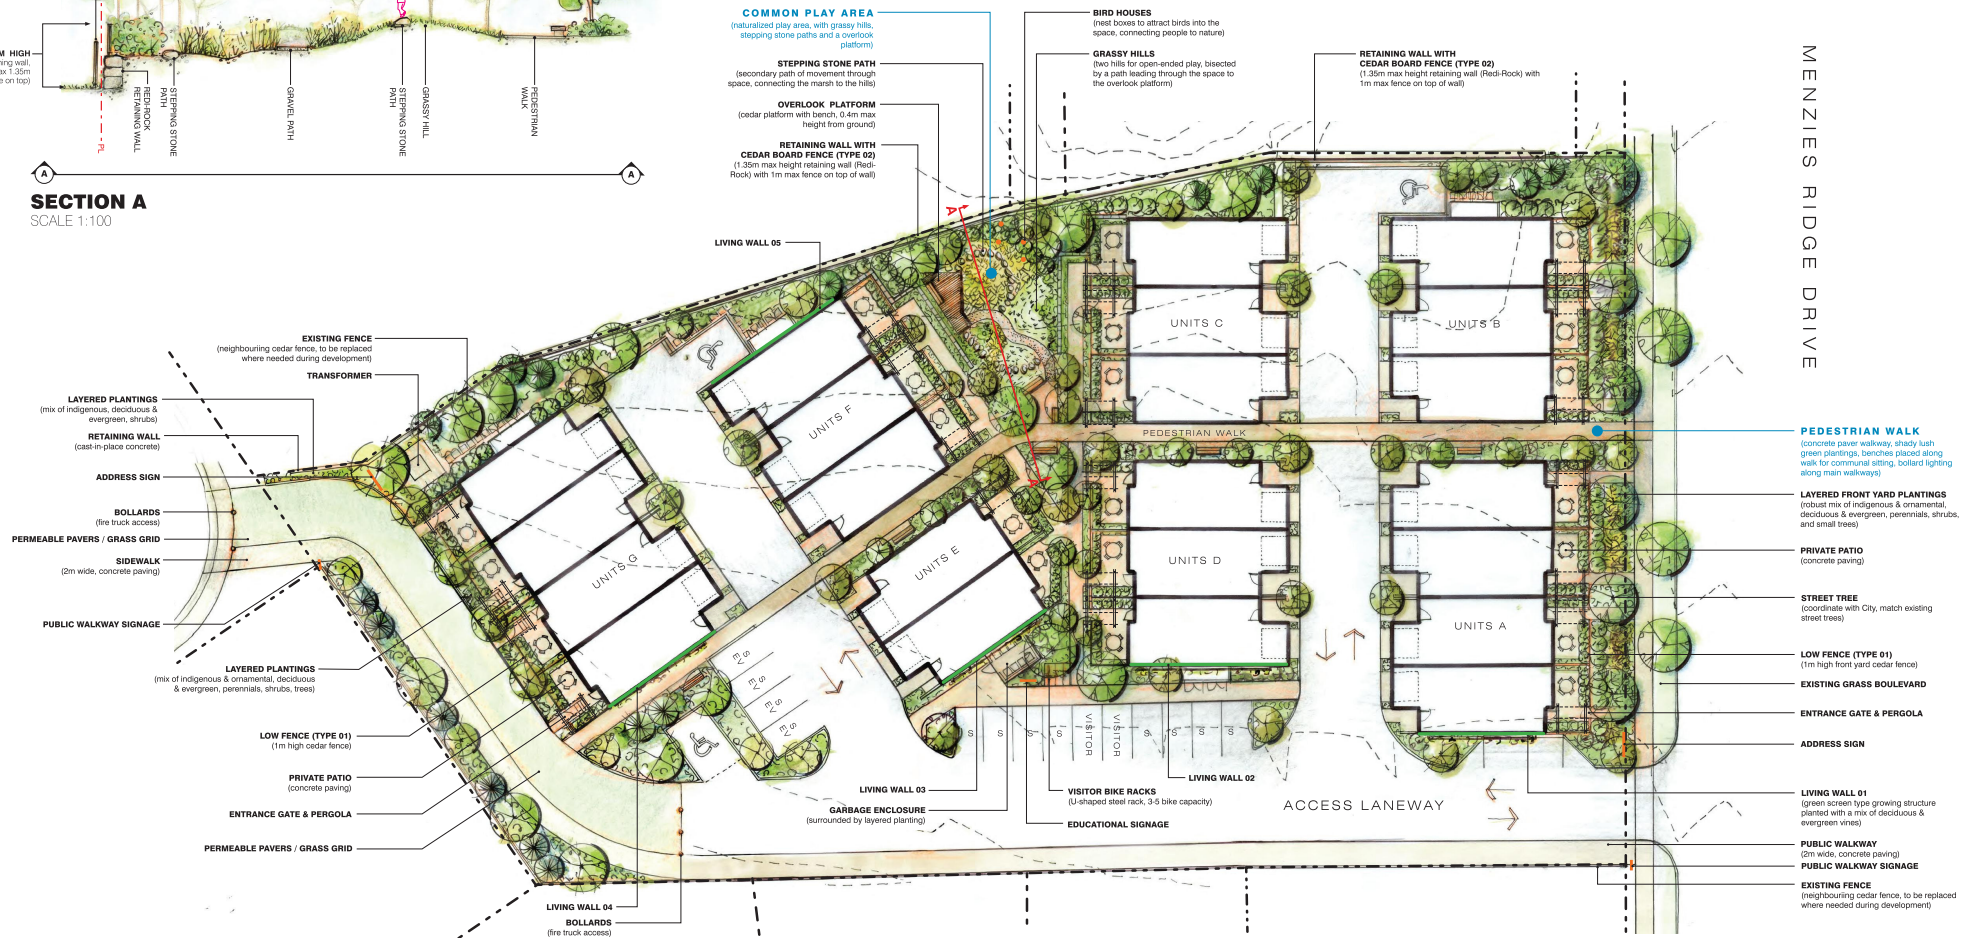 M HIGH
ning wall,
ax 1.35m
e on top)
PL
REDI-ROCK
RETAINING WALL
STEPPING STONE
PATH
GRAVEL PATH
STEPPING STONE
PATH
GRASSY HILL
PEDESTRIAN
WALK
A
A
SECTION A
SCALE 1:100
COMMON PLAY AREA
(naturalized play area, with grassy hills,
stepping stone paths and a overlook
platform)
STEPPING STONE PATH
(secondary path of movement through
space, connecting the marsh to the hills)
OVERLOOK PLATFORM
(cedar platform with bench, 0.4m max
height from ground)
RETAINING WALL WITH
CEDAR BOARD FENCE (TYPE 02)
(1.35m max height retaining wall (Redi-
Rock) with 1m max fence on top of wall)
LIVING WALL 05
BIRD HOUSES
(nest boxes to attract birds into the
space, connecting people to nature)
GRASSY HILLS
(two hills for open-ended play, bisected
by a path leading through the space to
the overlook platform)
RETAINING WALL WITH
CEDAR BOARD FENCE (TYPE 02)
(1.35m max height retaining wall (Redi-Rock) with
1m max fence on top of wall)
MENZIES RIDGE DRIVE
EXISTING FENCE
(neighbouriing cedar fence, to be replaced
where needed during development)
TRANSFORMER
LAYERED PLANTINGS
(mix of indigenous, deciduous &
evergreen, shrubs)
RETAINING WALL
(cast-in-place concrete)
ADDRESS SIGN
BOLLARDS
(fire truck access)
PERMEABLE PAVERS / GRASS GRID
SIDEWALK
(2m wide, concrete paving)
PUBLIC WALKWAY SIGNAGE
LAYERED PLANTINGS
(mix of indigenous & ornamental, deciduous
& evergreen, perennials, shrubs, trees)
LOW FENCE (TYPE 01)
(1m high cedar fence)
PRIVATE PATIO
(concrete paving)
ENTRANCE GATE & PERGOLA
PERMEABLE PAVERS / GRASS GRID
LIVING WALL 04
BOLLARDS
(fire truck access)
A
A
UNITS C
UNITS B
UNITS F
PEDESTRIAN WALK
UNITS G
UNITS E
UNITS D
UNITS A
S EV
S EV
S EV
S EV
S
S
S
S
VISITOR
VISITOR
S
S
S
S
LIVING WALL 03
GARBAGE ENCLOSURE
(surrounded by layered planting)
VISITOR BIKE RACKS
(U-shaped steel rack, 3-5 bike capacity)
EDUCATIONAL SIGNAGE
LIVING WALL 02
ACCESS LANEWAY
PEDESTRIAN WALK
(concrete paver walkway, shady lush
green plantings, benches placed along
walk for communal sitting, bollard lighting
along main walkways)
LAYERED FRONT YARD PLANTINGS
(robust mix of indigenous & ornamental,
deciduous & evergreen, perennials, shrubs,
and small trees)
PRIVATE PATIO
(concrete paving)
STREET TREE
(coordinate with City, match existing
street trees)
LOW FENCE (TYPE 01)
(1m high front yard cedar fence)
EXISTING GRASS BOULEVARD
ENTRANCE GATE & PERGOLA
ADDRESS SIGN
LIVING WALL 01
(green screen type growing structure
planted with a mix of deciduous &
evergreen vines)
PUBLIC WALKWAY
(2m wide, concrete paving)
PUBLIC WALKWAY SIGNAGE
EXISTING FENCE
(neighbouriing cedar fence, to be replaced
where needed during development)